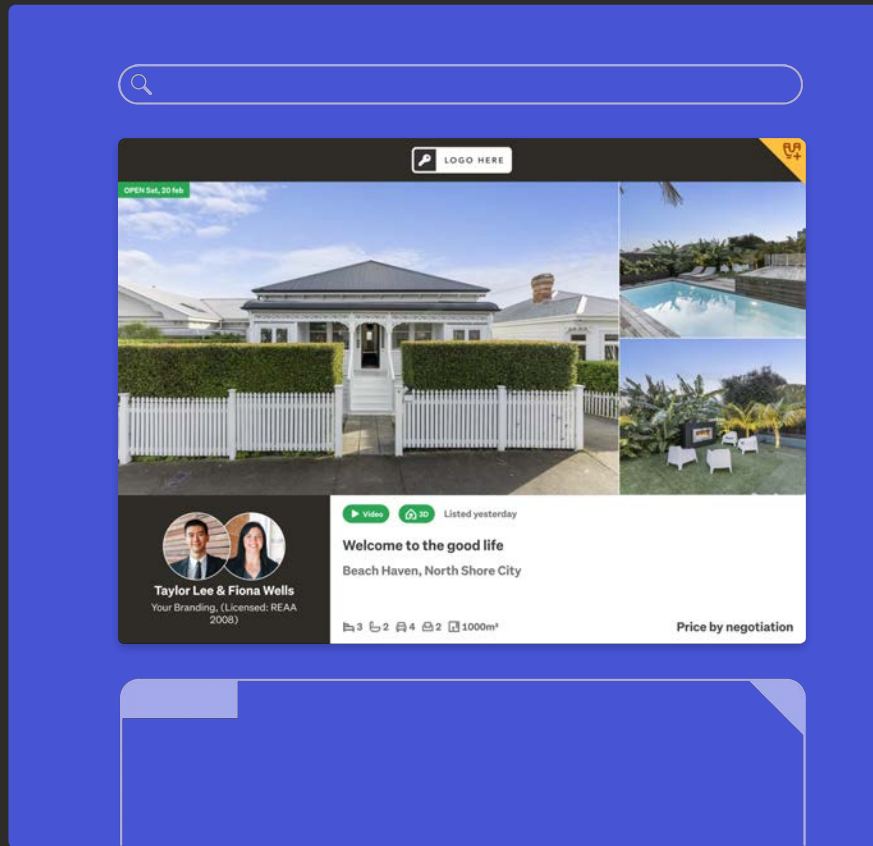 LOGO HERE
OPEN Sat, 20 feb
Video
3D
Listed yesterday
Welcome to the good life
Beach Haven, North Shore City
Taylor Lee & Fiona Wells
Your Branding, (Licensed: REAA
2008)
3 2 4 2 1000m²
Price by negotiation